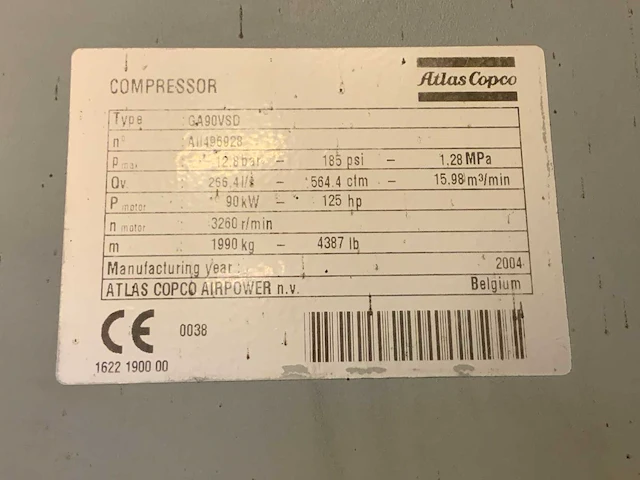 COMPRESSOR
Atlas Copco
Type : GA90VSD
n°
P max 12.8 bar – 185 psi – 1.28 MPa
Qv 266.4 l/s – 564.4 cfm – 15.98 m³/min
P motor 90 kW – 125 hp
n motor 3260 r/min
m 1990 kg – 4387 lb
Manufacturing year : 2004
ATLAS COPCO AIRPOWER n.v. Belgium
CE 0038
1622 1900 00